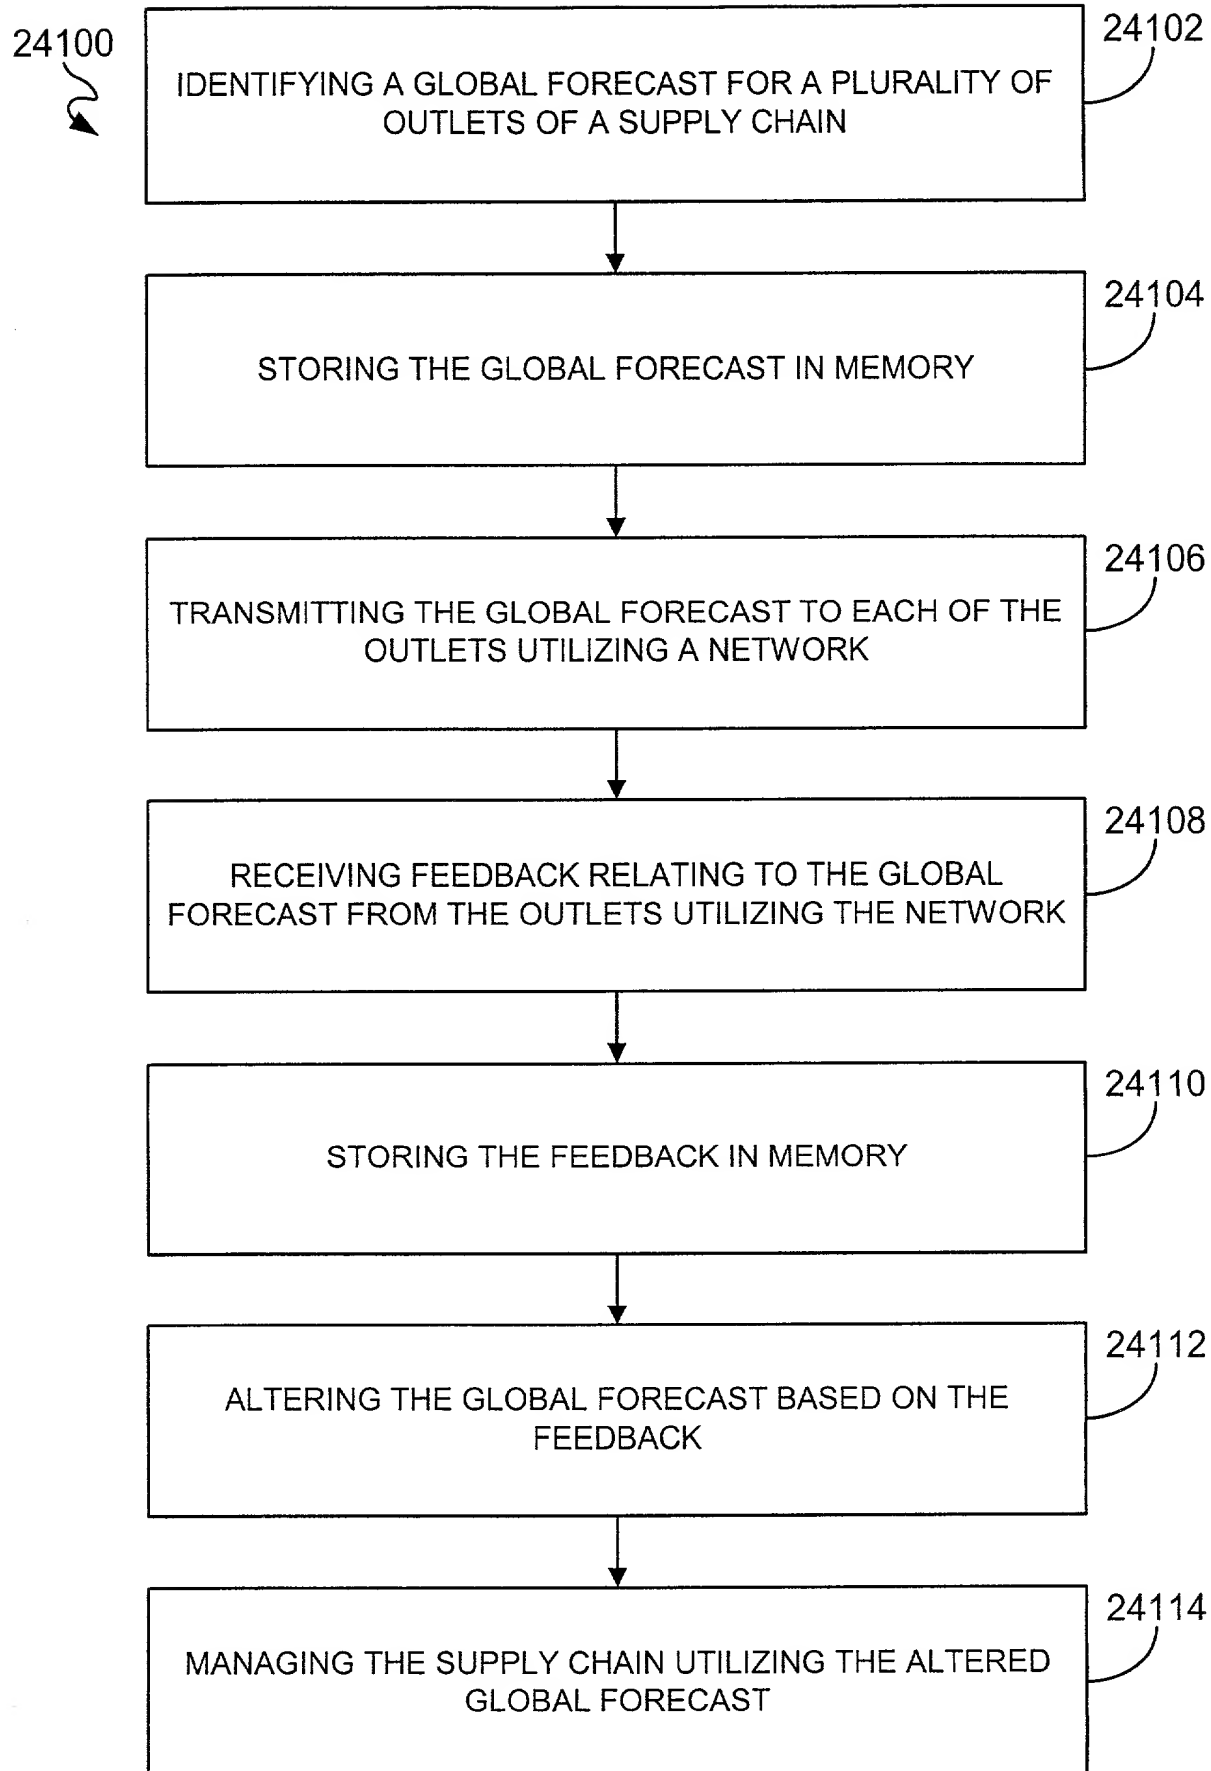 24100
24102
IDENTIFYING A GLOBAL FORECAST FOR A PLURALITY OF
OUTLETS OF A SUPPLY CHAIN
24104
STORING THE GLOBAL FORECAST IN MEMORY
24106
TRANSMITTING THE GLOBAL FORECAST TO EACH OF THE
OUTLETS UTILIZING A NETWORK
24108
RECEIVING FEEDBACK RELATING TO THE GLOBAL
FORECAST FROM THE OUTLETS UTILIZING THE NETWORK
24110
STORING THE FEEDBACK IN MEMORY
24112
ALTERING THE GLOBAL FORECAST BASED ON THE
FEEDBACK
24114
MANAGING THE SUPPLY CHAIN UTILIZING THE ALTERED
GLOBAL FORECAST